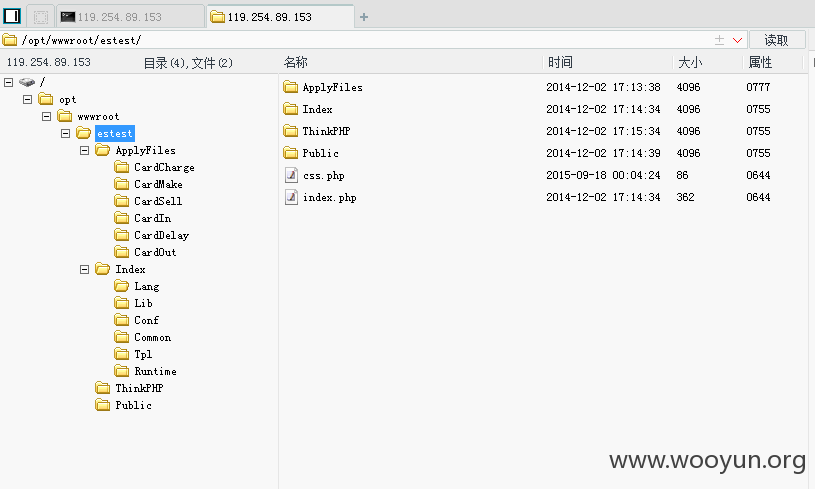 119.254.89.153
119.254.89.153
/opt/wwwroot/estest/
读取
119.254.89.153
目录(4),文件(2)
名称
时间
大小
属性
/
opt
wwwroot
estest
ApplyFiles
CardCharge
CardMake
CardSell
CardIn
CardDelay
CardOut
Index
Lang
Lib
Conf
Common
Tpl
Runtime
ThinkPHP
Public
ApplyFiles 2014-12-02 17:13:38 4096 0777
Index 2014-12-02 17:14:34 4096 0755
ThinkPHP 2014-12-02 17:15:34 4096 0755
Public 2014-12-02 17:14:39 4096 0755
css.php 2015-09-18 00:04:24 86 0644
index.php 2014-12-02 17:14:34 362 0644
www.wooyun.org